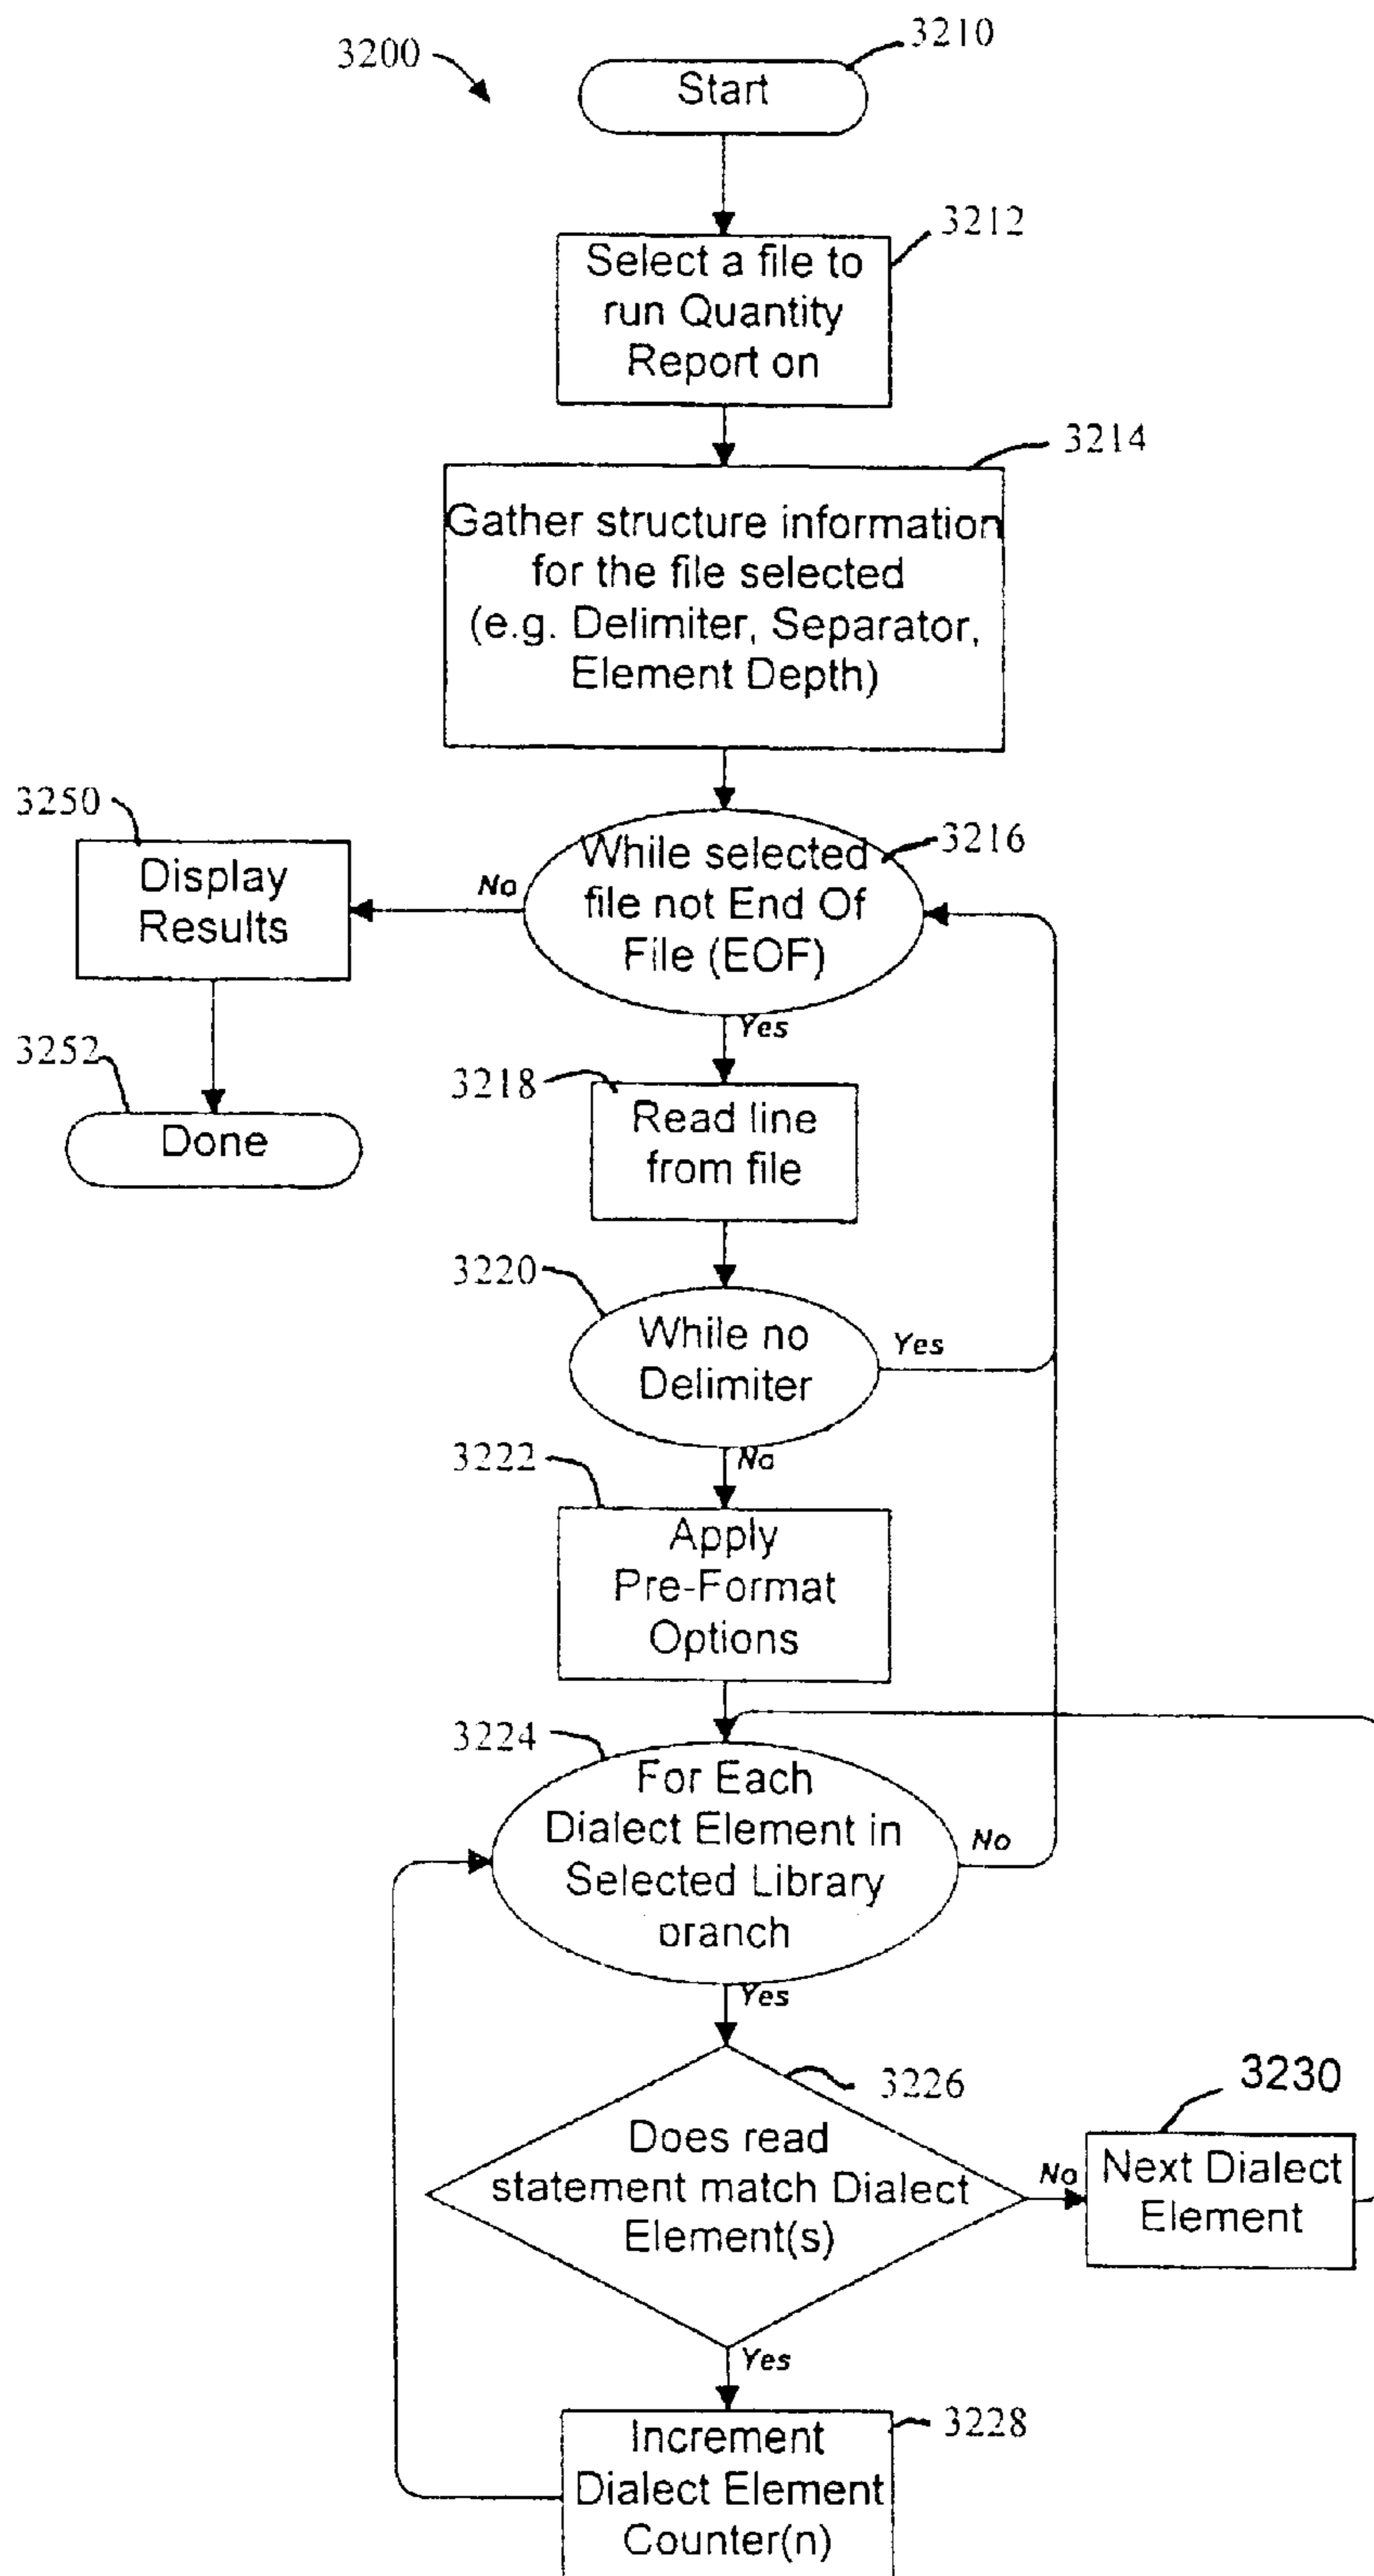 3200
3210
Start
3212
Select a file to
run Quantity
Report on
3214
Gather structure information
for the file selected
(e.g. Delimiter, Separator,
Element Depth)
3250
Display
Results
No
3216
While selected
file not End Of
File (EOF)
Yes
3252
Done
3218
Read line
from file
3220
While no
Delimiter
Yes
No
3222
Apply
Pre-Format
Options
3224
For Each
Dialect Element in
Selected Library
branch
No
Yes
3226
Does read
statement match Dialect
Element(s)
No
3230
Next Dialect
Element
Yes
3228
Increment
Dialect Element
Counter(n)